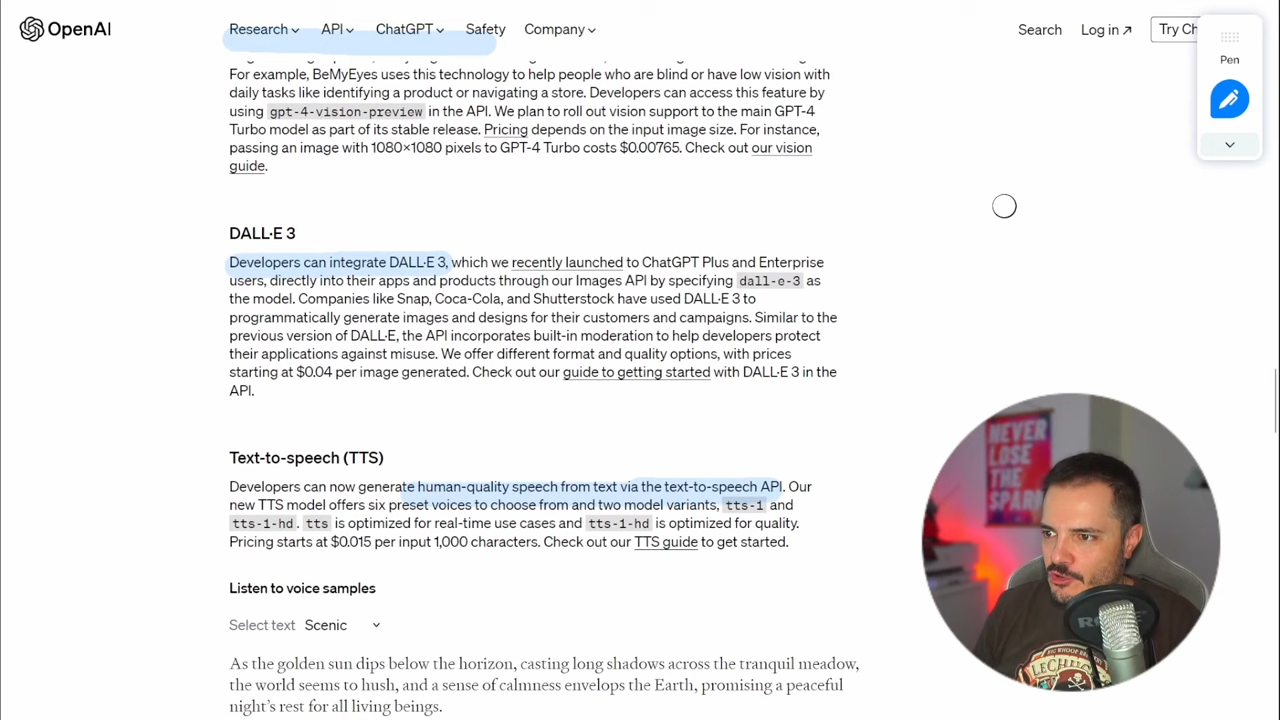 OpenAI
Research
API
ChatGPT
Safety
Company
Search
Log in ↗
Try Ch
Pen
For example, BeMyEyes uses this technology to help people who are blind or have low vision with
daily tasks like identifying a product or navigating a store. Developers can access this feature by
using gpt-4-vision-preview in the API. We plan to roll out vision support to the main GPT-4
Turbo model as part of its stable release. Pricing depends on the input image size. For instance,
passing an image with 1080×1080 pixels to GPT-4 Turbo costs $0.00765. Check out our vision
guide.
DALL·E 3
Developers can integrate DALL·E 3, which we recently launched to ChatGPT Plus and Enterprise
users, directly into their apps and products through our Images API by specifying dall-e-3 as
the model. Companies like Snap, Coca-Cola, and Shutterstock have used DALL·E 3 to
programmatically generate images and designs for their customers and campaigns. Similar to the
previous version of DALL·E, the API incorporates built-in moderation to help developers protect
their applications against misuse. We offer different format and quality options, with prices
starting at $0.04 per image generated. Check out our guide to getting started with DALL·E 3 in the
API.
Text-to-speech (TTS)
Developers can now generate human-quality speech from text via the text-to-speech API. Our
new TTS model offers six preset voices to choose from and two model variants, tts-1 and
tts-1-hd. tts is optimized for real-time use cases and tts-1-hd is optimized for quality.
Pricing starts at $0.015 per input 1,000 characters. Check out our TTS guide to get started.
Listen to voice samples
Select text Scenic
As the golden sun dips below the horizon, casting long shadows across the tranquil meadow,
the world seems to hush, and a sense of calmness envelops the Earth, promising a peaceful
night's rest for all living beings.
NEVER
LOSE
THE
SPARK